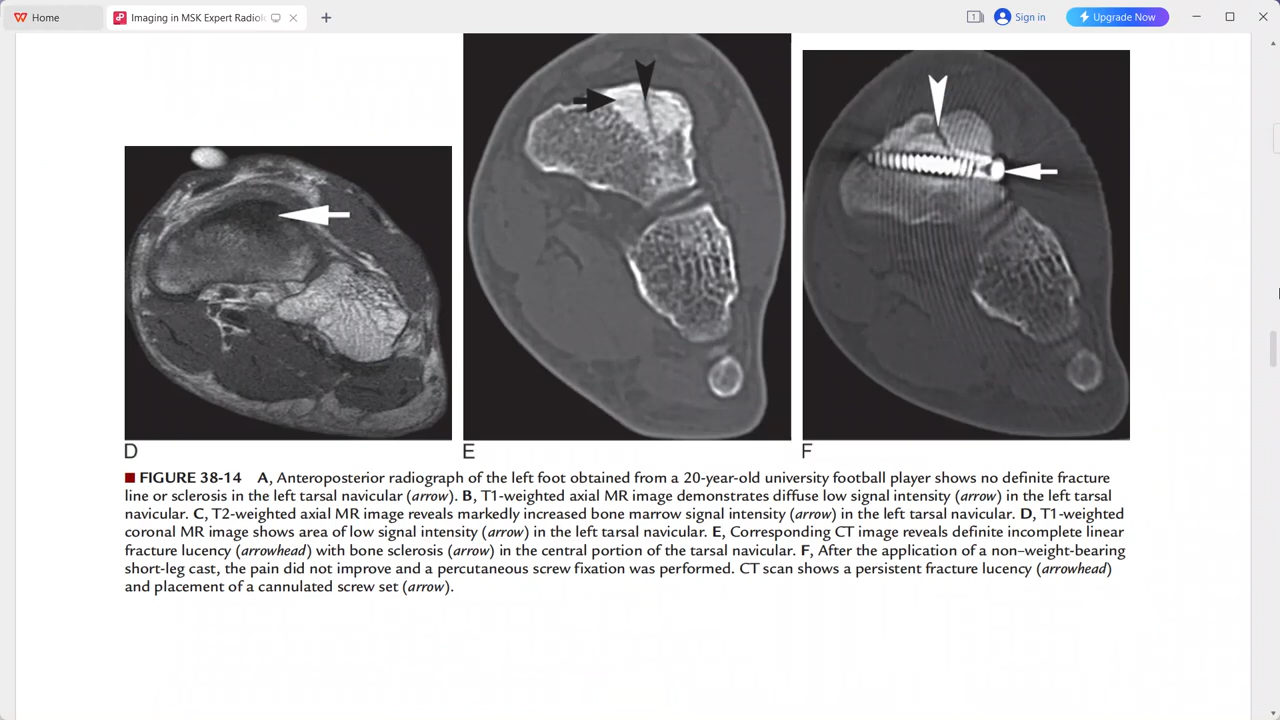 Home
Imaging in MSK Expert Radiol
1
Sign in
Upgrade Now
D
E
F
FIGURE 38-14 A, Anteroposterior radiograph of the left foot obtained from a 20-year-old university football player shows no definite fracture
line or sclerosis in the left tarsal navicular (arrow). B, T1-weighted axial MR image demonstrates diffuse low signal intensity (arrow) in the left tarsal
navicular. C, T2-weighted axial MR image reveals markedly increased bone marrow signal intensity (arrow) in the left tarsal navicular. D, T1-weighted
coronal MR image shows area of low signal intensity (arrow) in the left tarsal navicular. E, Corresponding CT image reveals definite incomplete linear
fracture lucency (arrowhead) with bone sclerosis (arrow) in the central portion of the tarsal navicular. F, After the application of a non–weight-bearing
short-leg cast, the pain did not improve and a percutaneous screw fixation was performed. CT scan shows a persistent fracture lucency (arrowhead)
and placement of a cannulated screw set (arrow).